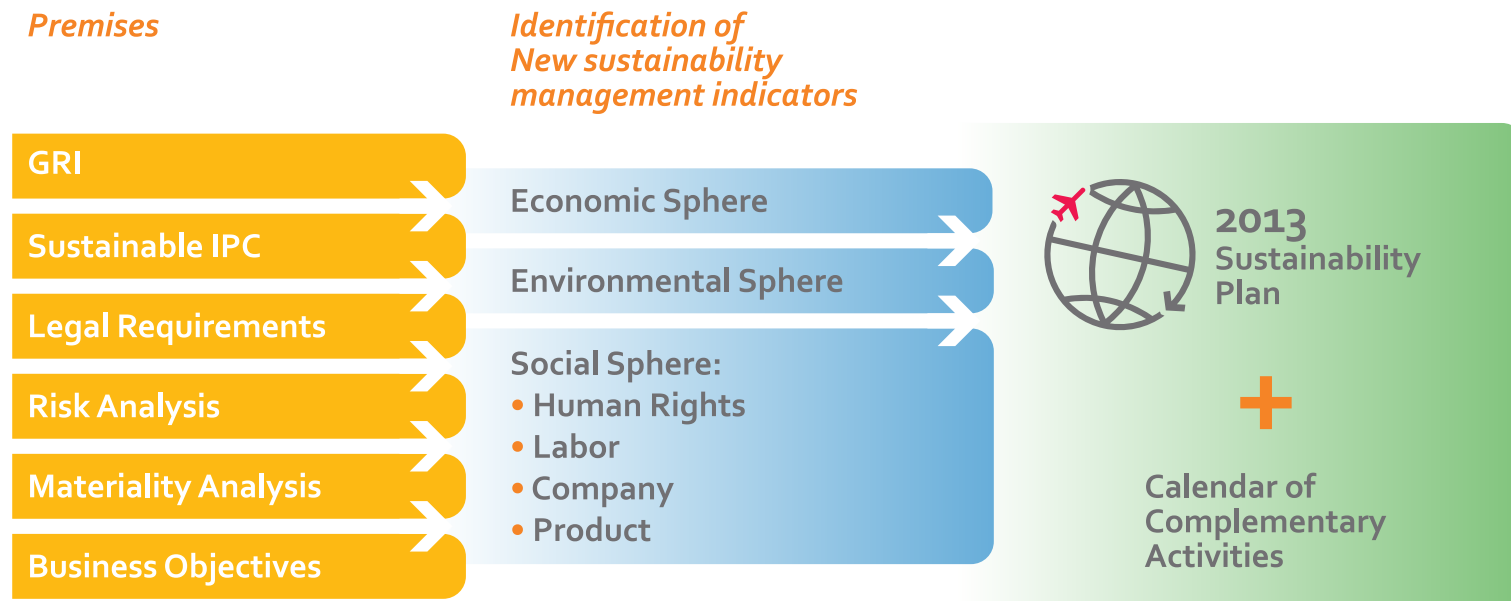 Premises
Identification of
New sustainability
management indicators
GRI
Sustainable IPC
Legal Requirements
Risk Analysis
Materiality Analysis
Business Objectives
Economic Sphere
Environmental Sphere
Social Sphere:
• Human Rights
• Labor
• Company
• Product
2013
Sustainability
Plan
+
Calendar of
Complementary
Activities